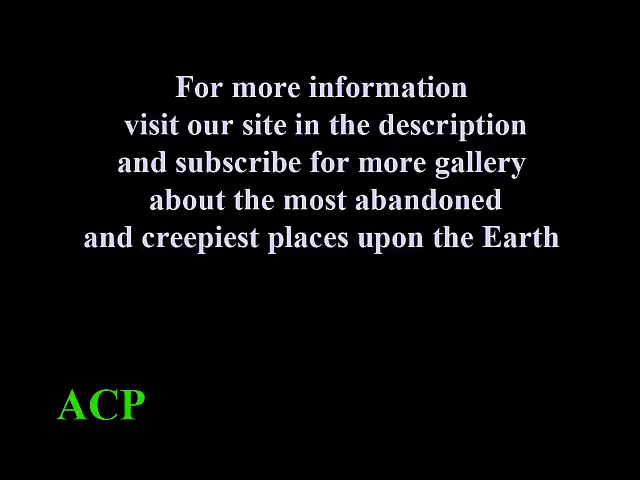 For more information
visit our site in the description
and subscribe for more gallery
about the most abandoned
and creepiest places upon the Earth
ACP